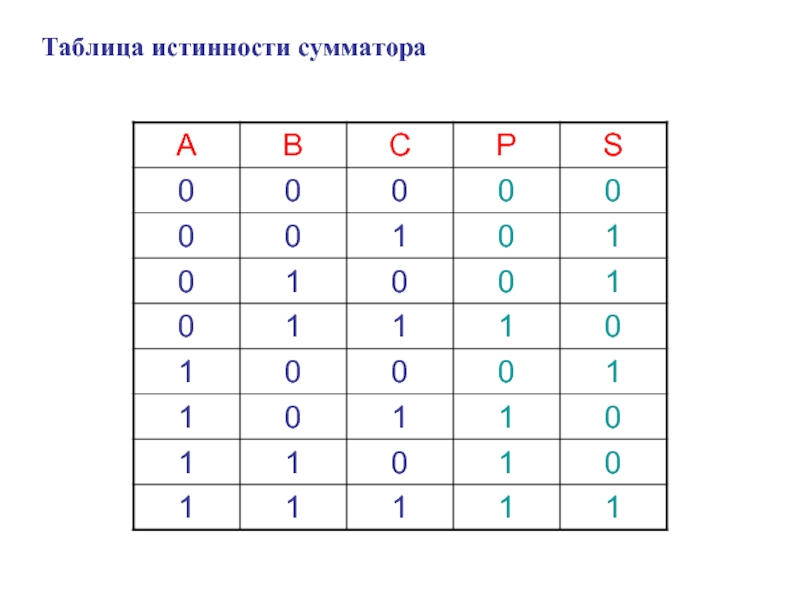 Таблица истинности сумматора
A B C P S
0 0 0 0 0
0 0 1 0 1
0 1 0 0 1
0 1 1 1 0
1 0 0 0 1
1 0 1 1 0
1 1 0 1 0
1 1 1 1 1